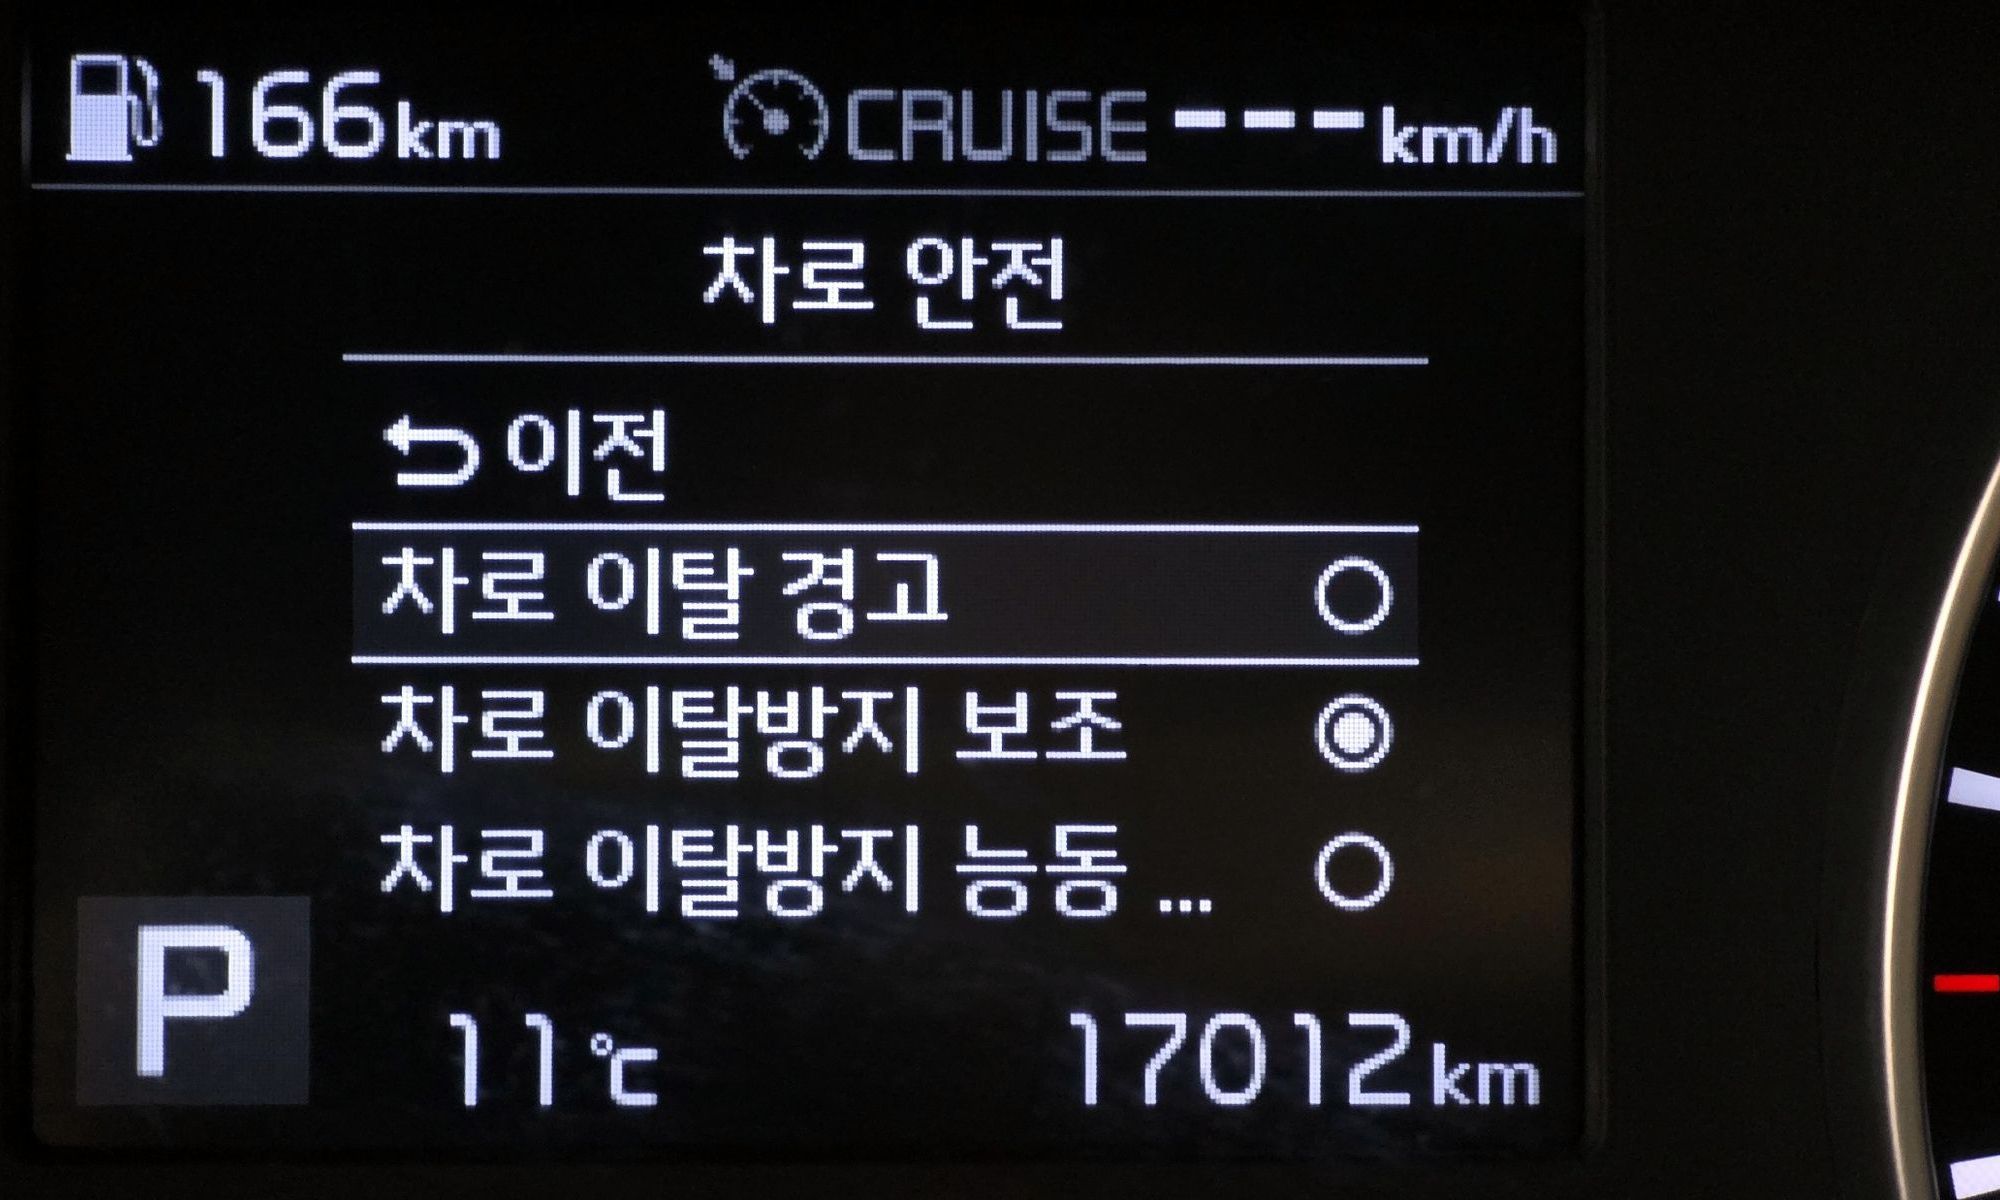 166km CRUISE ---km/h
차로 안전
이전
차로 이탈 경고
차로 이탈방지 보조
차로 이탈방지 능동 ...
P 11℃ 17012km